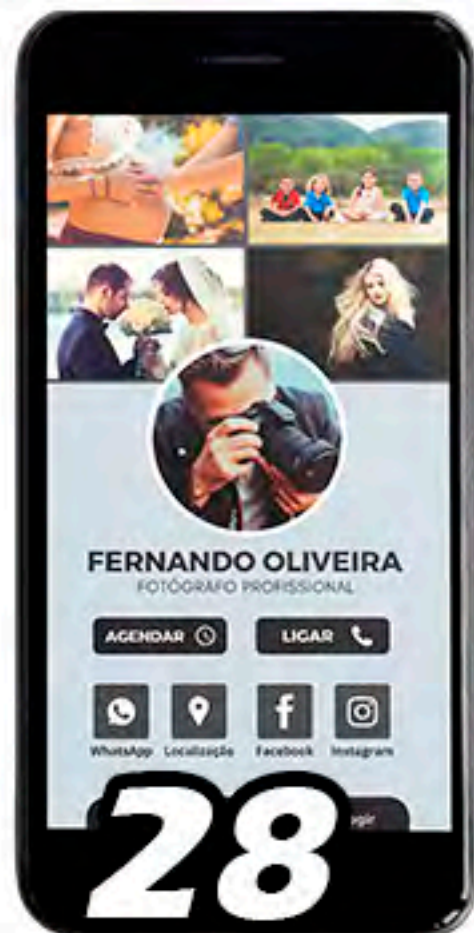 FERNANDO OLIVEIRA
FOTÓGRAFO PROFISSIONAL
AGENDAR LIGAR
WhatsApp Localização Facebook Instagram
28